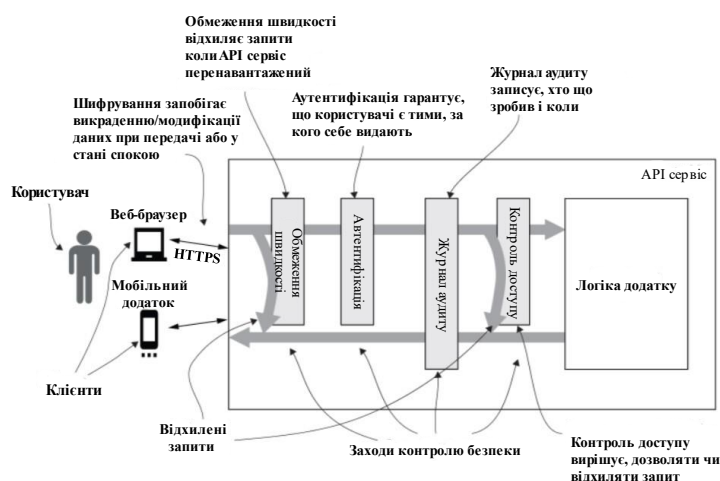 Обмеження швидкості
відхиляє запити
коли API сервіс
перенавантажений
Журнал аудиту
записує, хто що
зробив і коли
Аутентифікація гарантує,
що користувачі є тими, за
кого себе видають
Шифрування запобігає
викраденню/модифікації
даних при передачі або у
стані спокою
API сервіс
Користувач
Веб-браузер
HTTPS
Мобільний
додаток
Обмеження
швидкості
Автентифікація
Журнал аудиту
Контроль
доступу
Логіка додатку
Клієнти
Відхилені
запити
Заходи контролю безпеки
Контроль доступу
вирішує, дозволяти чи
відхиляти запит